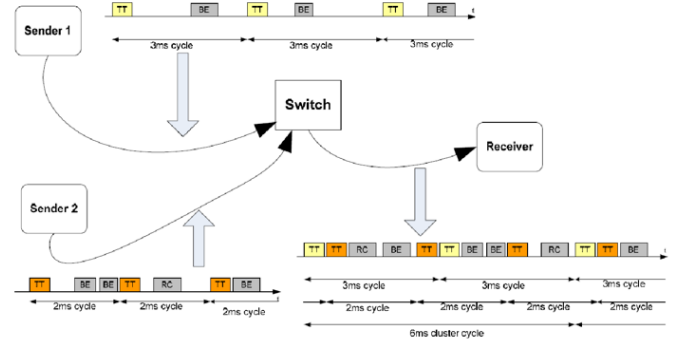 TT BE TT BE TT BE t
Sender 1
3ms cycle 3ms cycle 3ms cycle
Switch
Receiver
Sender 2
TT TT RC BE TT TT BE BE TT RC TT TT BE t
TT BE BE TT RC TT BE
3ms cycle 3ms cycle 3ms cycle
2ms cycle 2ms cycle 2ms cycle t
2ms cycle 2ms cycle 2ms cycle 2ms cycle
6ms cluster cycle